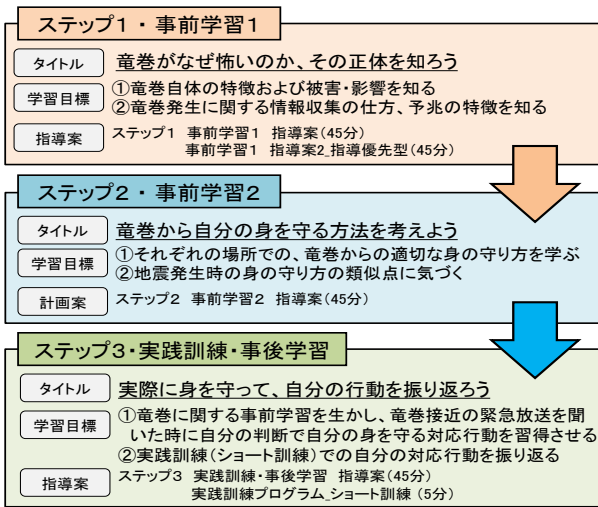 ステップ１・事前学習１
タイトル 竜巻がなぜ怖いのか、その正体を知ろう
学習目標 ①竜巻自体の特徴および被害・影響を知る
②竜巻発生に関する情報収集の仕方、予兆の特徴を知る
指導案 ステップ１ 事前学習１ 指導案(45分)
事前学習１ 指導案２_指導優先型(45分)
ステップ２・事前学習２
タイトル 竜巻から自分の身を守る方法を考えよう
学習目標 ①それぞれの場所での、竜巻からの適切な身の守り方を学ぶ
②地震発生時の身の守り方の類似点に気づく
計画案 ステップ２ 事前学習２ 指導案(45分)
ステップ３・実践訓練・事後学習
タイトル 実際に身を守って、自分の行動を振り返ろう
学習目標 ①竜巻に関する事前学習を生かし、竜巻接近の緊急放送を聞
いた時に自分の判断で自分の身を守る対応行動を習得させる
②実践訓練(ショート訓練)での自分の対応行動を振り返る
指導案 ステップ３ 実践訓練・事後学習 指導案(45分)
実践訓練プログラム_ショート訓練 (5分)